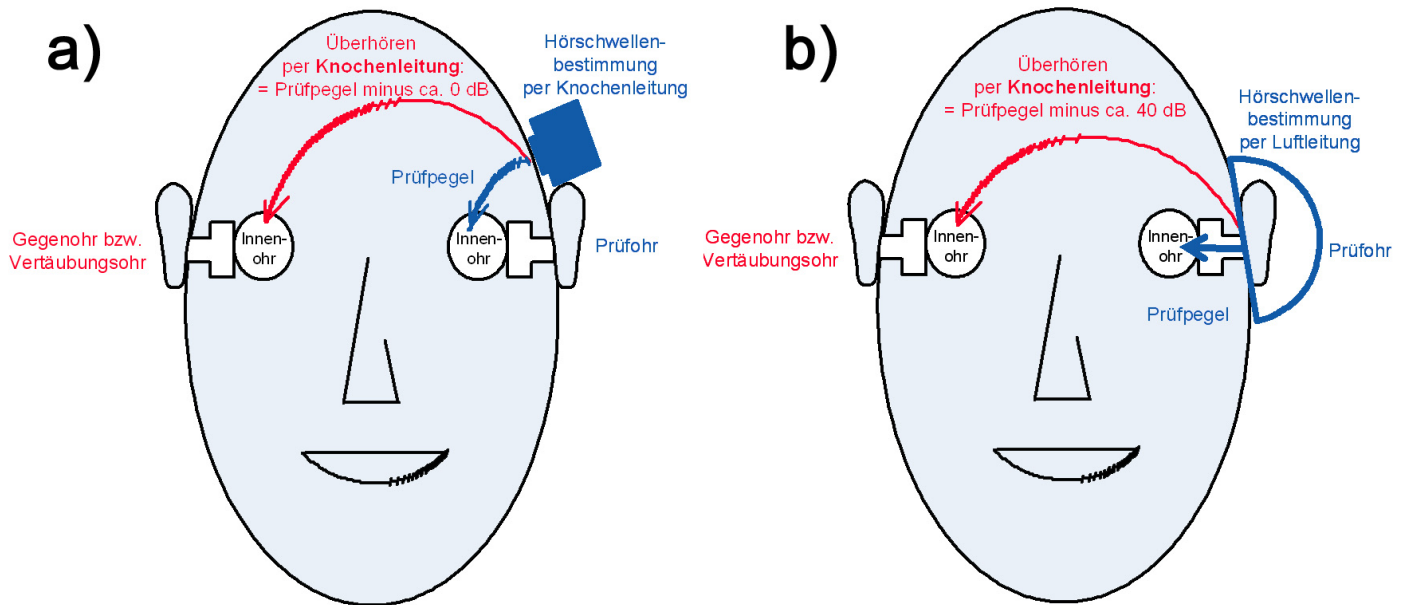 a)
Überhören
per Knochenleitung:
= Prüfpegel minus ca. 0 dB
Hörschwellen-
bestimmung
per Knochenleitung
Prüfpegel
Gegenohr bzw.
Vertäubungsohr
Innen-
ohr
Innen-
ohr
Prüfohr
b)
Überhören
per Knochenleitung:
= Prüfpegel minus ca. 40 dB
Hörschwellen-
bestimmung
per Luftleitung
Gegenohr bzw.
Vertäubungsohr
Innen-
ohr
Innen-
ohr
Prüfohr
Prüfpegel